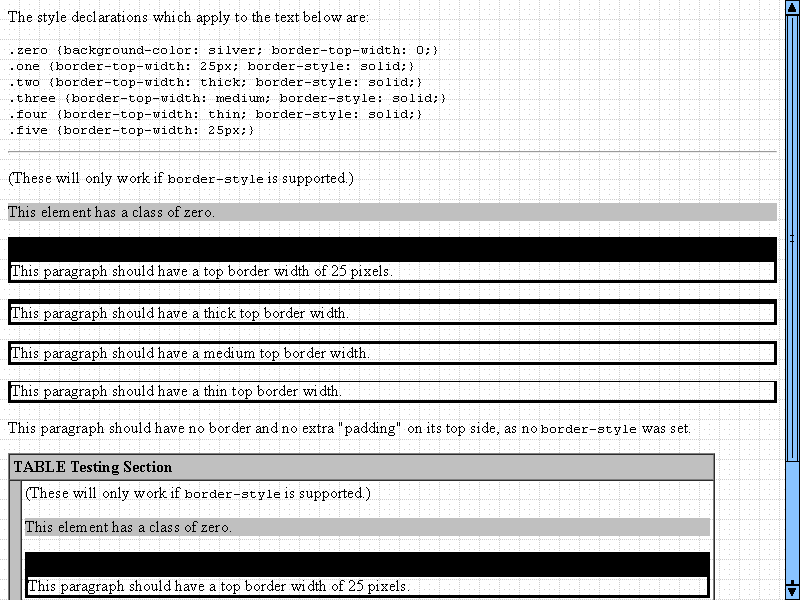 The style declarations which apply to the text below are:
.zero {background-color: silver; border-top-width: 0;}
.one {border-top-width: 25px; border-style: solid;}
.two {border-top-width: thick; border-style: solid;}
.three {border-top-width: medium; border-style: solid;}
.four {border-top-width: thin; border-style: solid;}
.five {border-top-width: 25px;}
(These will only work if border-style is supported.)
This element has a class of zero.
This paragraph should have a top border width of 25 pixels.
This paragraph should have a thick top border width.
This paragraph should have a medium top border width.
This paragraph should have a thin top border width.
This paragraph should have no border and no extra "padding" on its top side, as no border-style was set.
TABLE Testing Section
(These will only work if border-style is supported.)
This element has a class of zero.
This paragraph should have a top border width of 25 pixels.